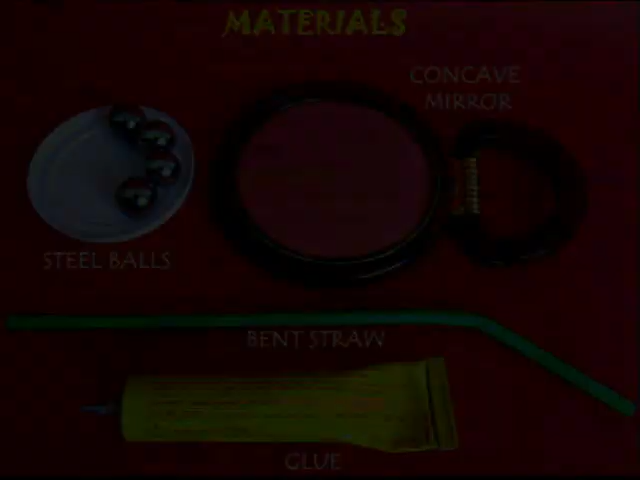 MATERIALS
CONCAVE
MIRROR
STEEL BALLS
BENT STRAW
GLUE